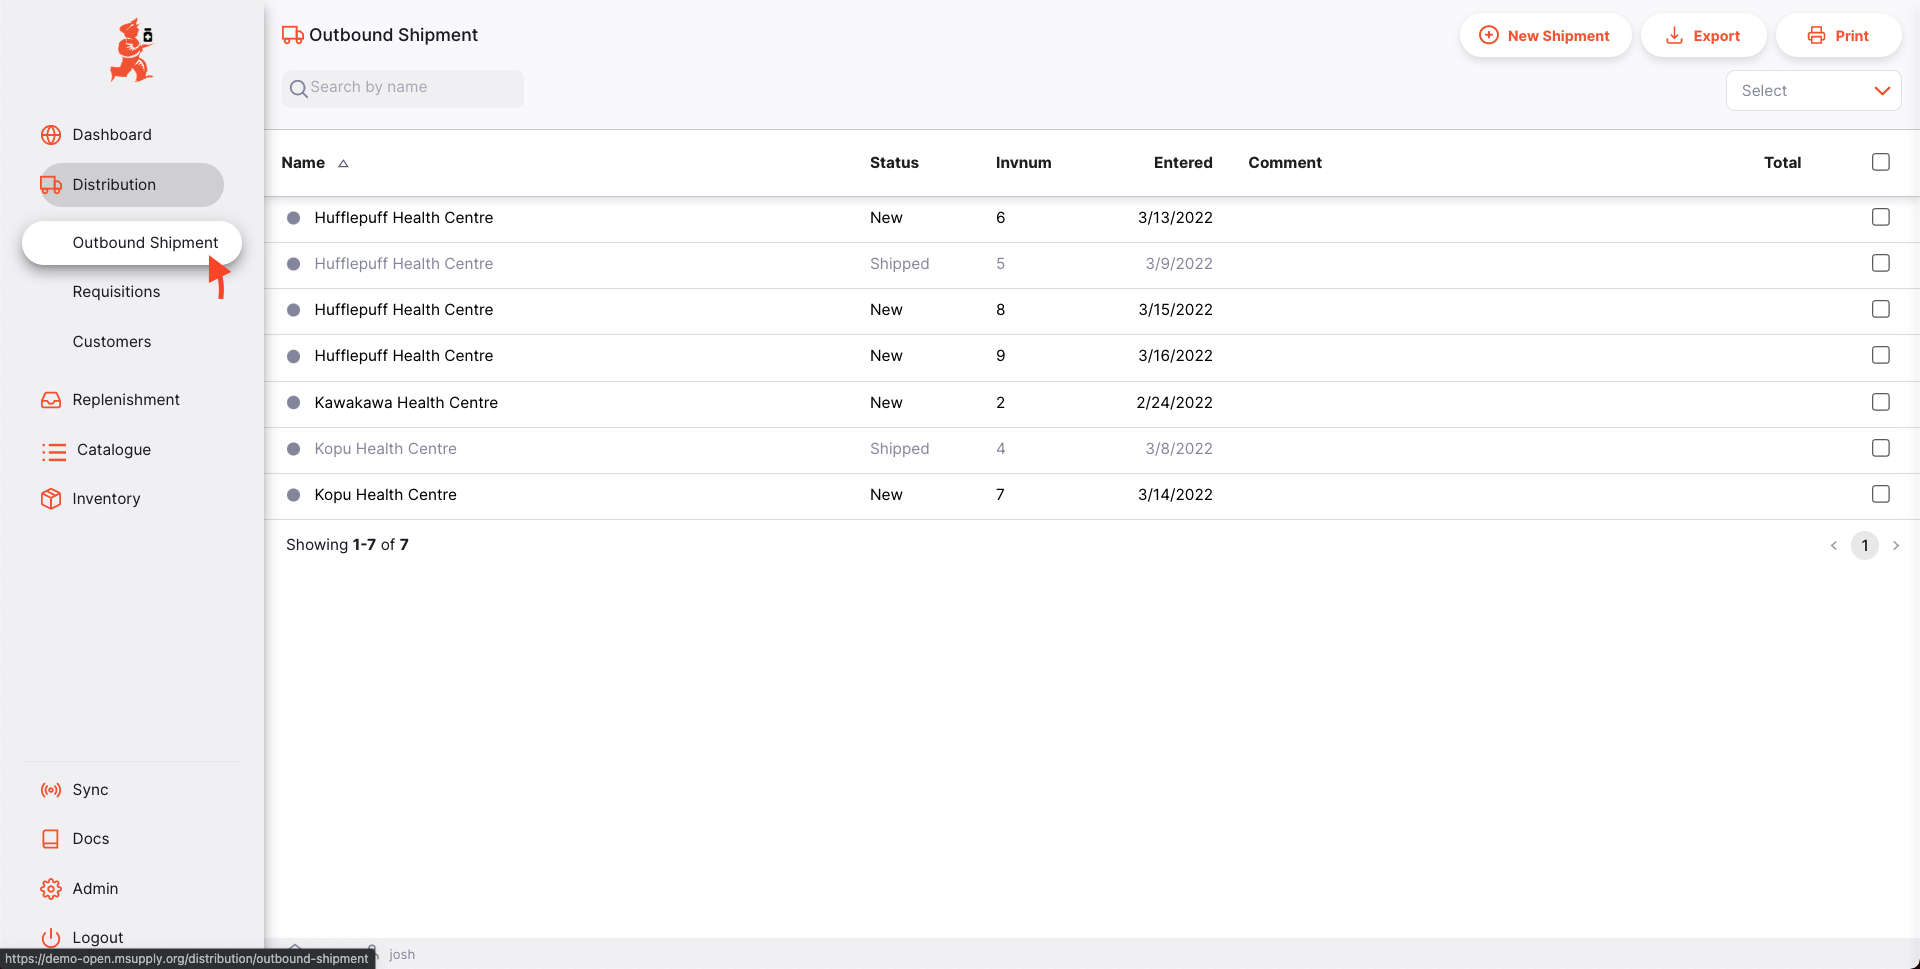 Outbound Shipment
New Shipment
Export
Print
Search by name
Select
Dashboard
Distribution
Outbound Shipment
Requisitions
Customers
Replenishment
Catalogue
Inventory
Sync
Docs
Admin
Logout
Name Status Invnum Entered Comment Total
Hufflepuff Health Centre New 6 3/13/2022
Hufflepuff Health Centre Shipped 5 3/9/2022
Hufflepuff Health Centre New 8 3/15/2022
Hufflepuff Health Centre New 9 3/16/2022
Kawakawa Health Centre New 2 2/24/2022
Kopu Health Centre Shipped 4 3/8/2022
Kopu Health Centre New 7 3/14/2022
Showing 1-7 of 7
1
josh
https://demo-open.msupply.org/distribution/outbound-shipment